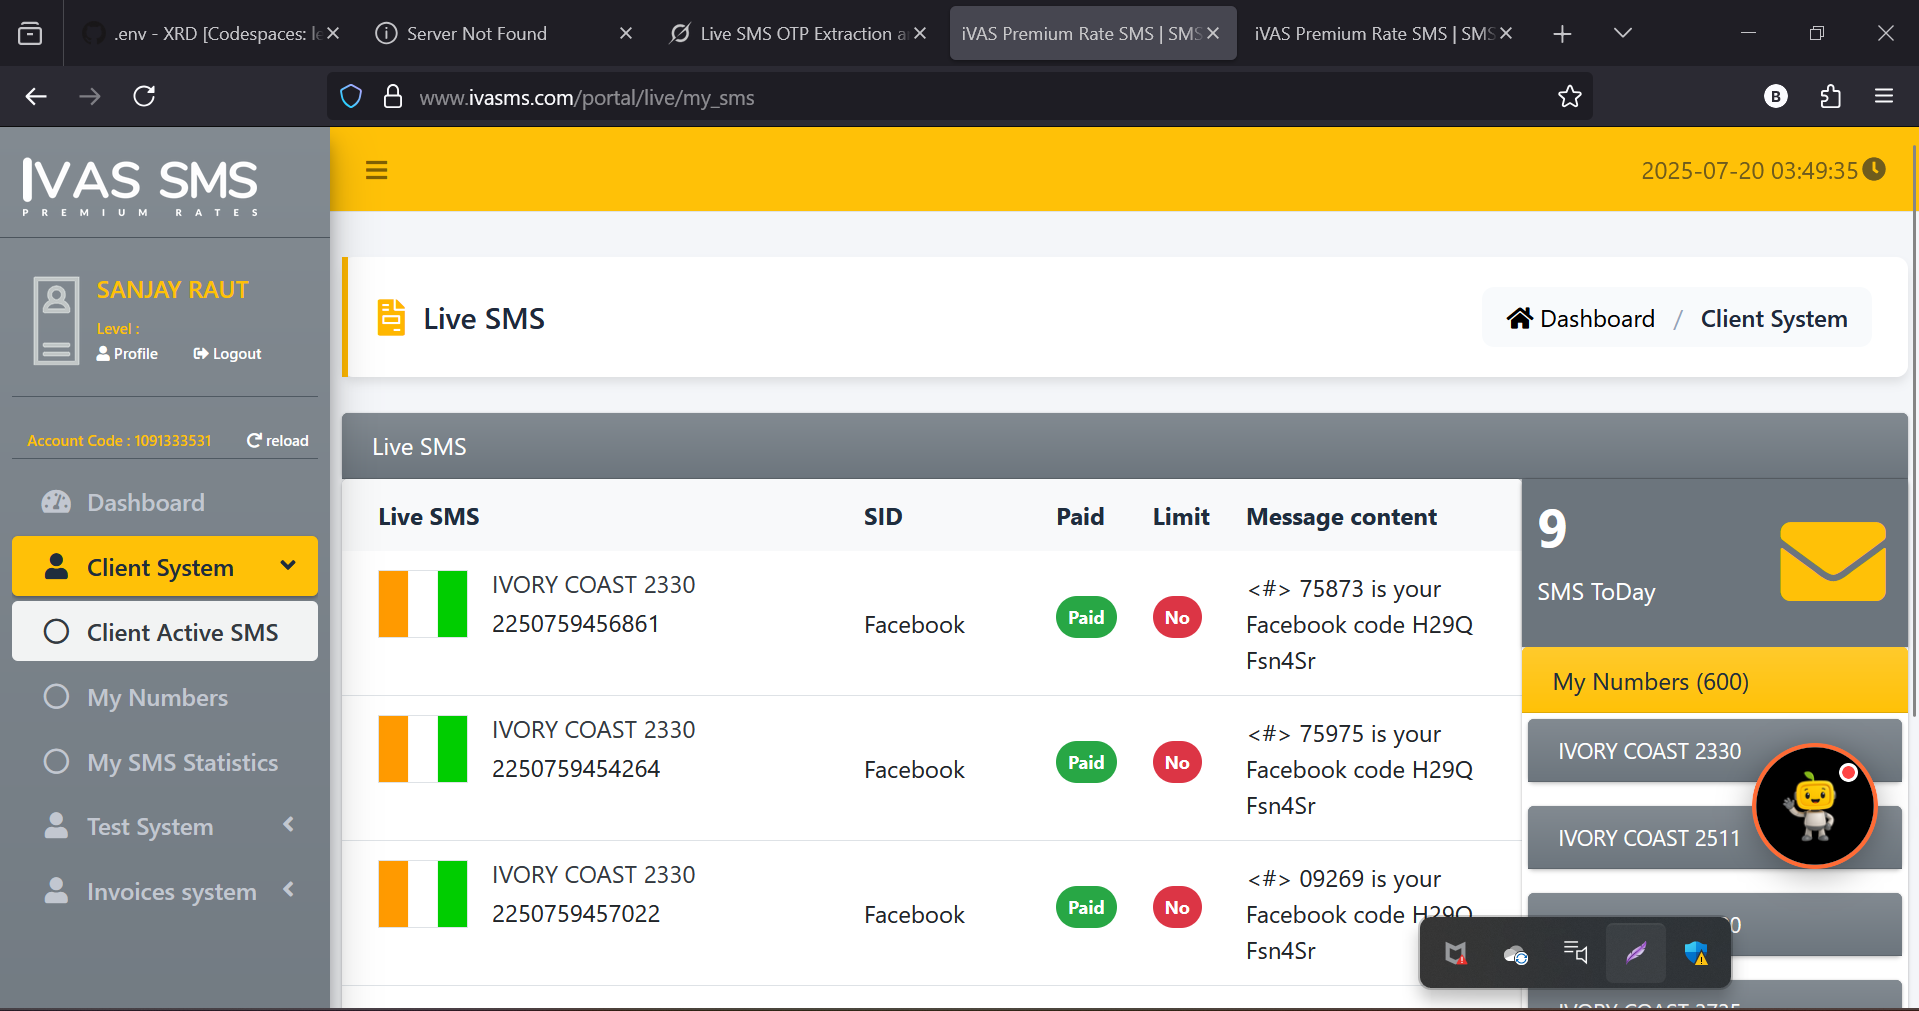 .env - XRD [Codespaces: le
Server Not Found
Live SMS OTP Extraction a
iVAS Premium Rate SMS | SMS
iVAS Premium Rate SMS | SMS
www.ivasms.com/portal/live/my_sms
B
IVAS SMS
PREMIUM RATES
2025-07-20 03:49:35
SANJAY RAUT
Level :
Profile
Logout
Account Code : 1091333531
reload
Dashboard
Client System
Client Active SMS
My Numbers
My SMS Statistics
Test System
Invoices system
Live SMS
Dashboard / Client System
Live SMS
Live SMS SID Paid Limit Message content
IVORY COAST 2330
2250759456861
Facebook
Paid
No
<#> 75873 is your
Facebook code H29Q
Fsn4Sr
IVORY COAST 2330
2250759454264
Facebook
Paid
No
<#> 75975 is your
Facebook code H29Q
Fsn4Sr
IVORY COAST 2330
2250759457022
Facebook
Paid
No
<#> 09269 is your
Facebook code H29Q
Fsn4Sr
9
SMS ToDay
My Numbers (600)
IVORY COAST 2330
IVORY COAST 2511
0